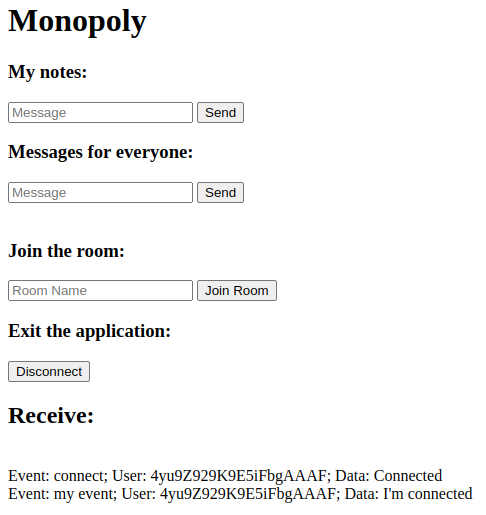 Monopoly
My notes:
Message Send
Messages for everyone:
Message Send
Join the room:
Room Name Join Room
Exit the application:
Disconnect
Receive:
Event: connect; User: 4yu9Z929K9E5iFbgAAAF; Data: Connected
Event: my event; User: 4yu9Z929K9E5iFbgAAAF; Data: I'm connected